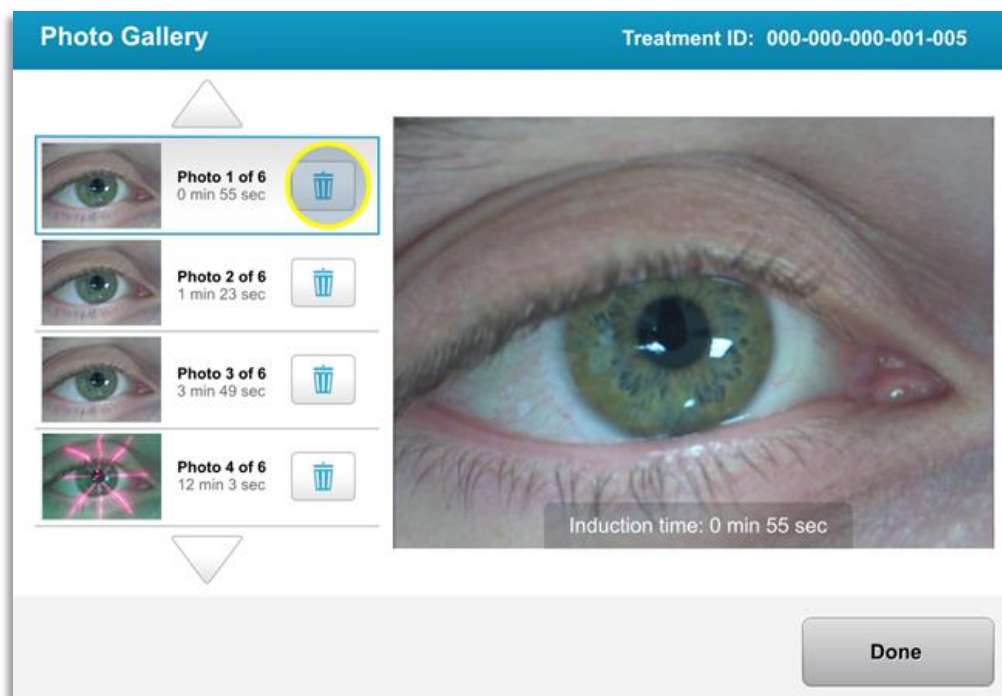 Photo Gallery
Treatment ID: 000-000-000-001-005
Photo 1 of 6
0 min 55 sec
Photo 2 of 6
1 min 23 sec
Photo 3 of 6
3 min 49 sec
Photo 4 of 6
12 min 3 sec
Induction time: 0 min 55 sec
Done